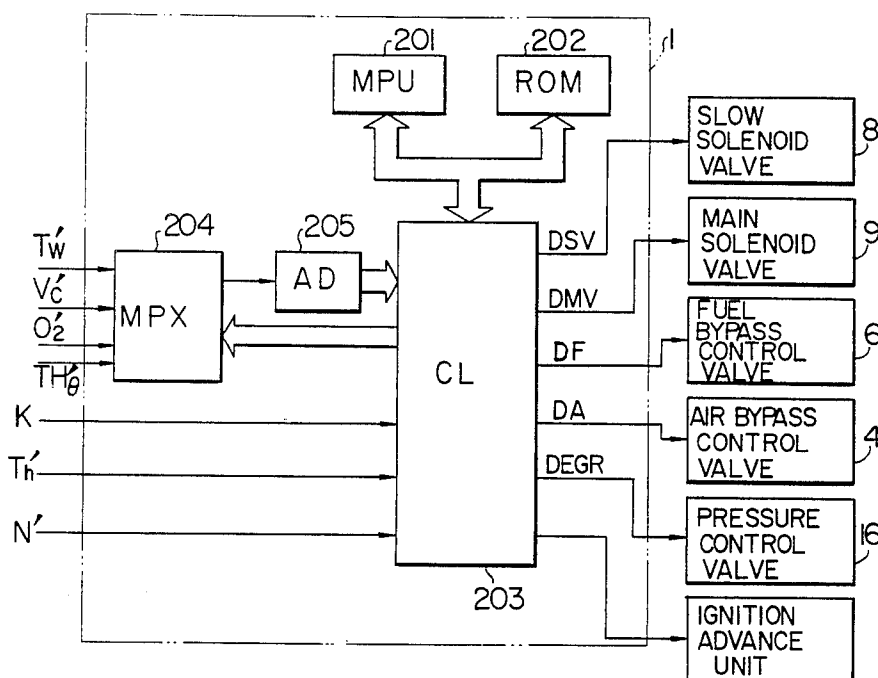 201
202
1
MPU
ROM
SLOW
SOLENOID
VALVE
8
204
205
Tw'
Vc'
O2'
TH'θ
MPX
AD
CL
DSV
MAIN
SOLENOID
VALVE
9
DMV
FUEL
BYPASS
CONTROL
VALVE
6
DF
K
DA
AIR BYPASS
CONTROL
VALVE
4
Th'
DEGR
N'
PRESSURE
CONTROL
VALVE
16
203
IGNITION
ADVANCE
UNIT